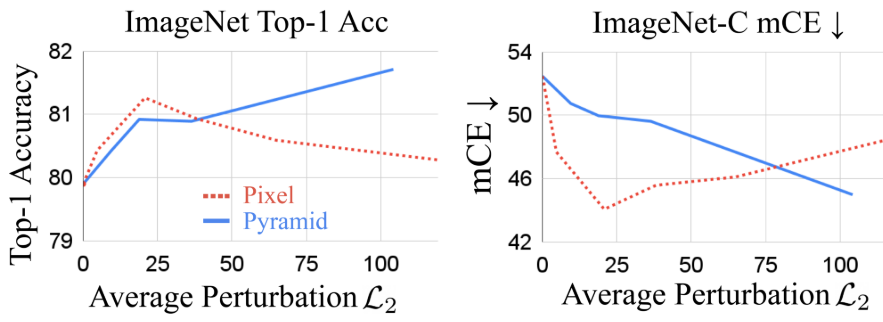 ImageNet Top-1 Acc
Top-1 Accuracy
82
81
80
79
Pixel
Pyramid
0
25
50
75
100
Average Perturbation ℒ₂
ImageNet-C mCE ↓
mCE ↓
54
50
46
42
0
25
50
75
100
Average Perturbation ℒ₂